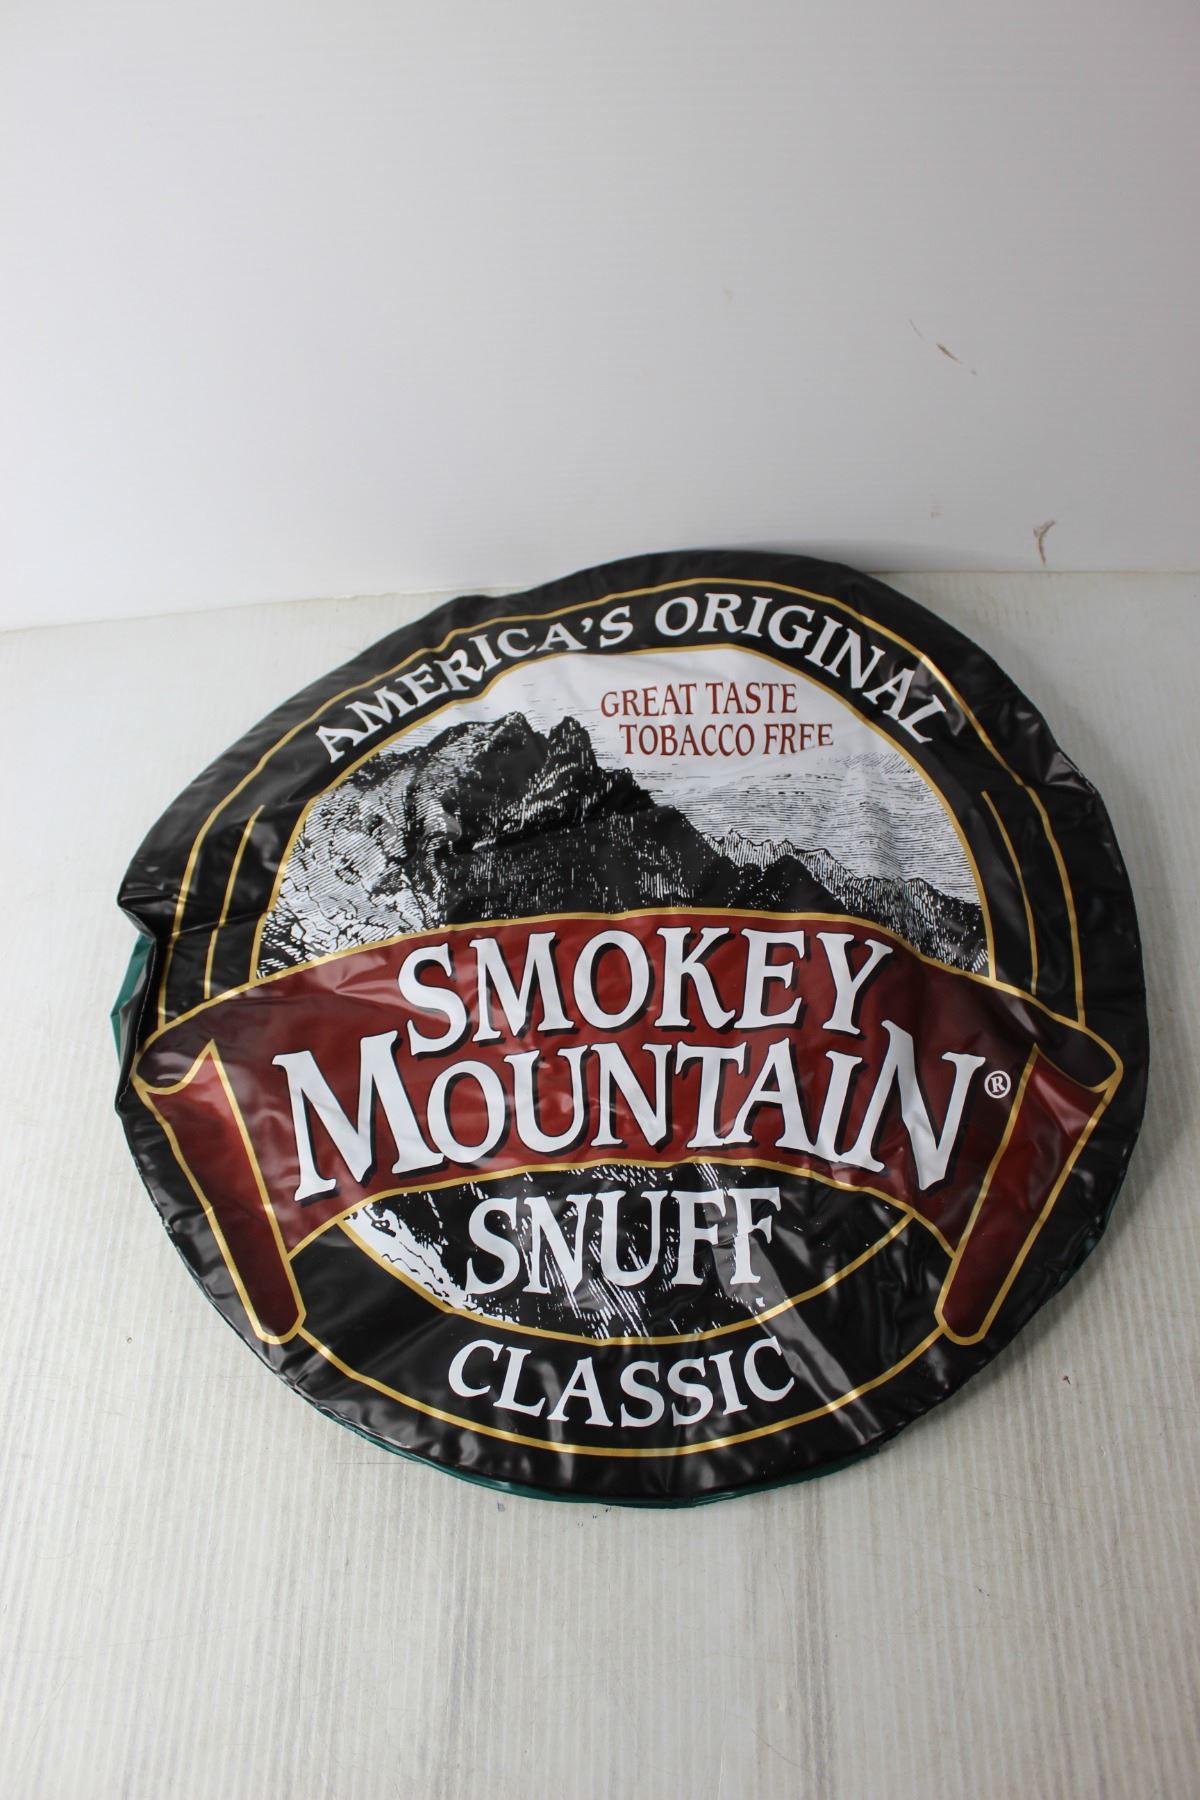 AMERICA'S ORIGINAL
GREAT TASTE
TOBACCO FREE
SMOKEY
MOUNTAIN®
SNUFF
CLASSIC